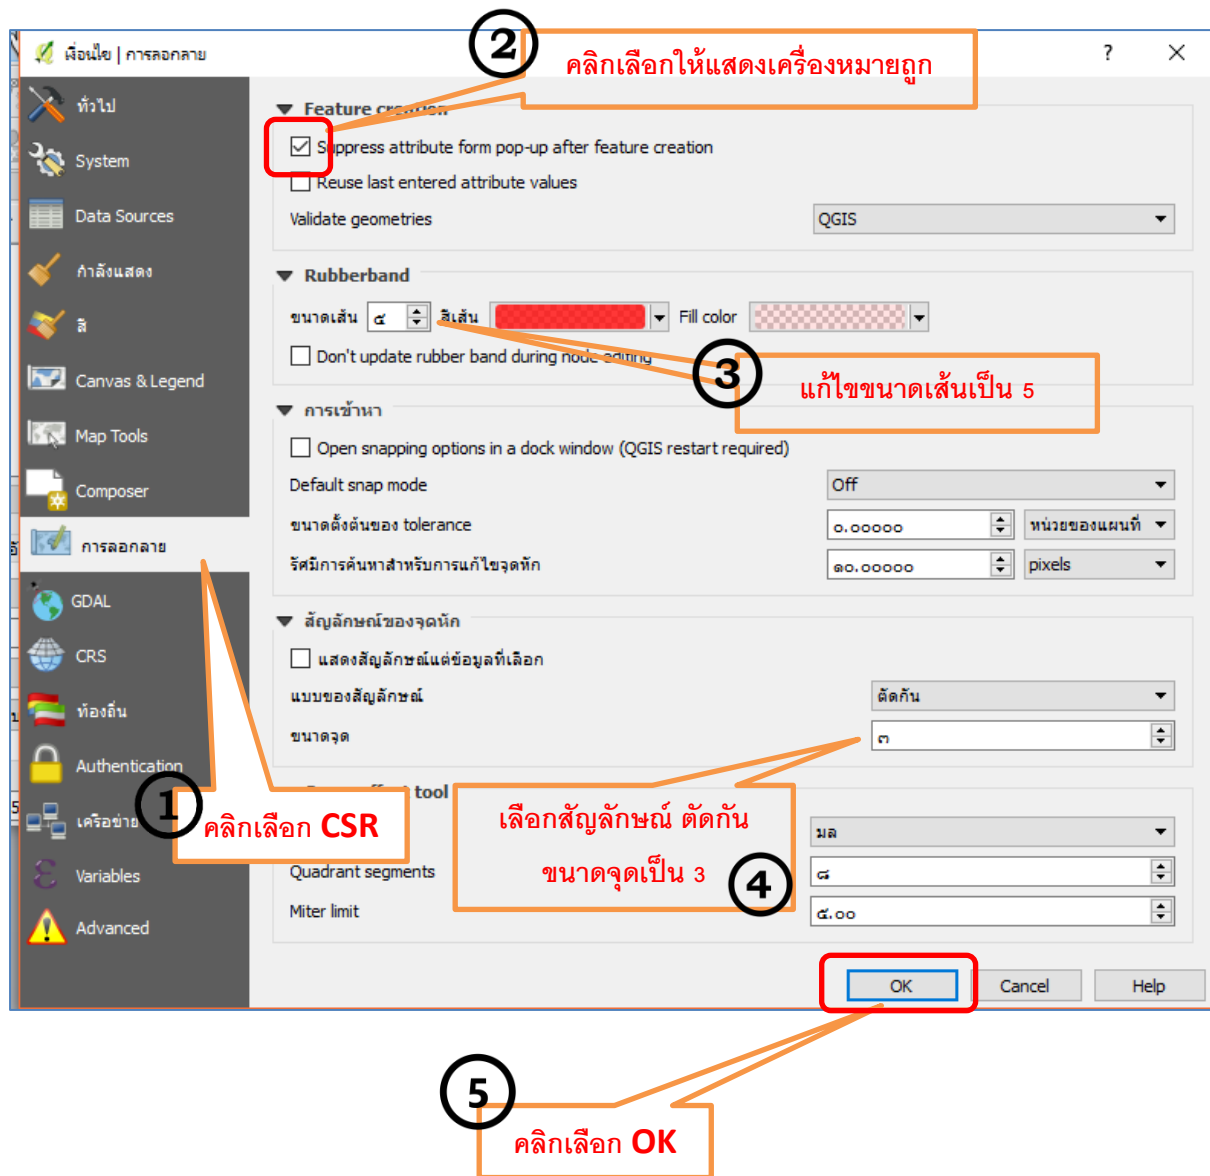 เงื่อนไข | การลอกลาย
?
2
คลิกเลือกให้แสดงเครื่องหมายถูก
ทั่วไป
System
Data Sources
กำลังแสดง
สี
Canvas & Legend
Map Tools
Composer
การลอกลาย
GDAL
CRS
ท้องถิ่น
Authentication
เครือข่าย
Variables
Advanced
Feature creation
Suppress attribute form pop-up after feature creation
Reuse last entered attribute values
Validate geometries QGIS
Rubberband
ขนาดเส้น ๕ สีเส้น Fill color
Don't update rubber band during node editing
3
แก้ไขขนาดเส้นเป็น 5
การเข้าหา
Open snapping options in a dock window (QGIS restart required)
Default snap mode Off
ขนาดตั้งต้นของ tolerance ๐.๐๐๐๐๐ หน่วยของแผนที่
รัศมีการค้นหาสำหรับการแก้ไขจุดหัก ๑๐.๐๐๐๐๐ pixels
สัญลักษณ์ของจุดหัก
แสดงสัญลักษณ์แต่ข้อมูลที่เลือก
แบบของสัญลักษณ์ ตัดกัน
ขนาดจุด ๓
tool
มล
Quadrant segments ๘
Miter limit ๕.๐๐
1
คลิกเลือก CSR
เลือกสัญลักษณ์ ตัดกัน
ขนาดจุดเป็น 3
4
OK Cancel Help
5
คลิกเลือก OK